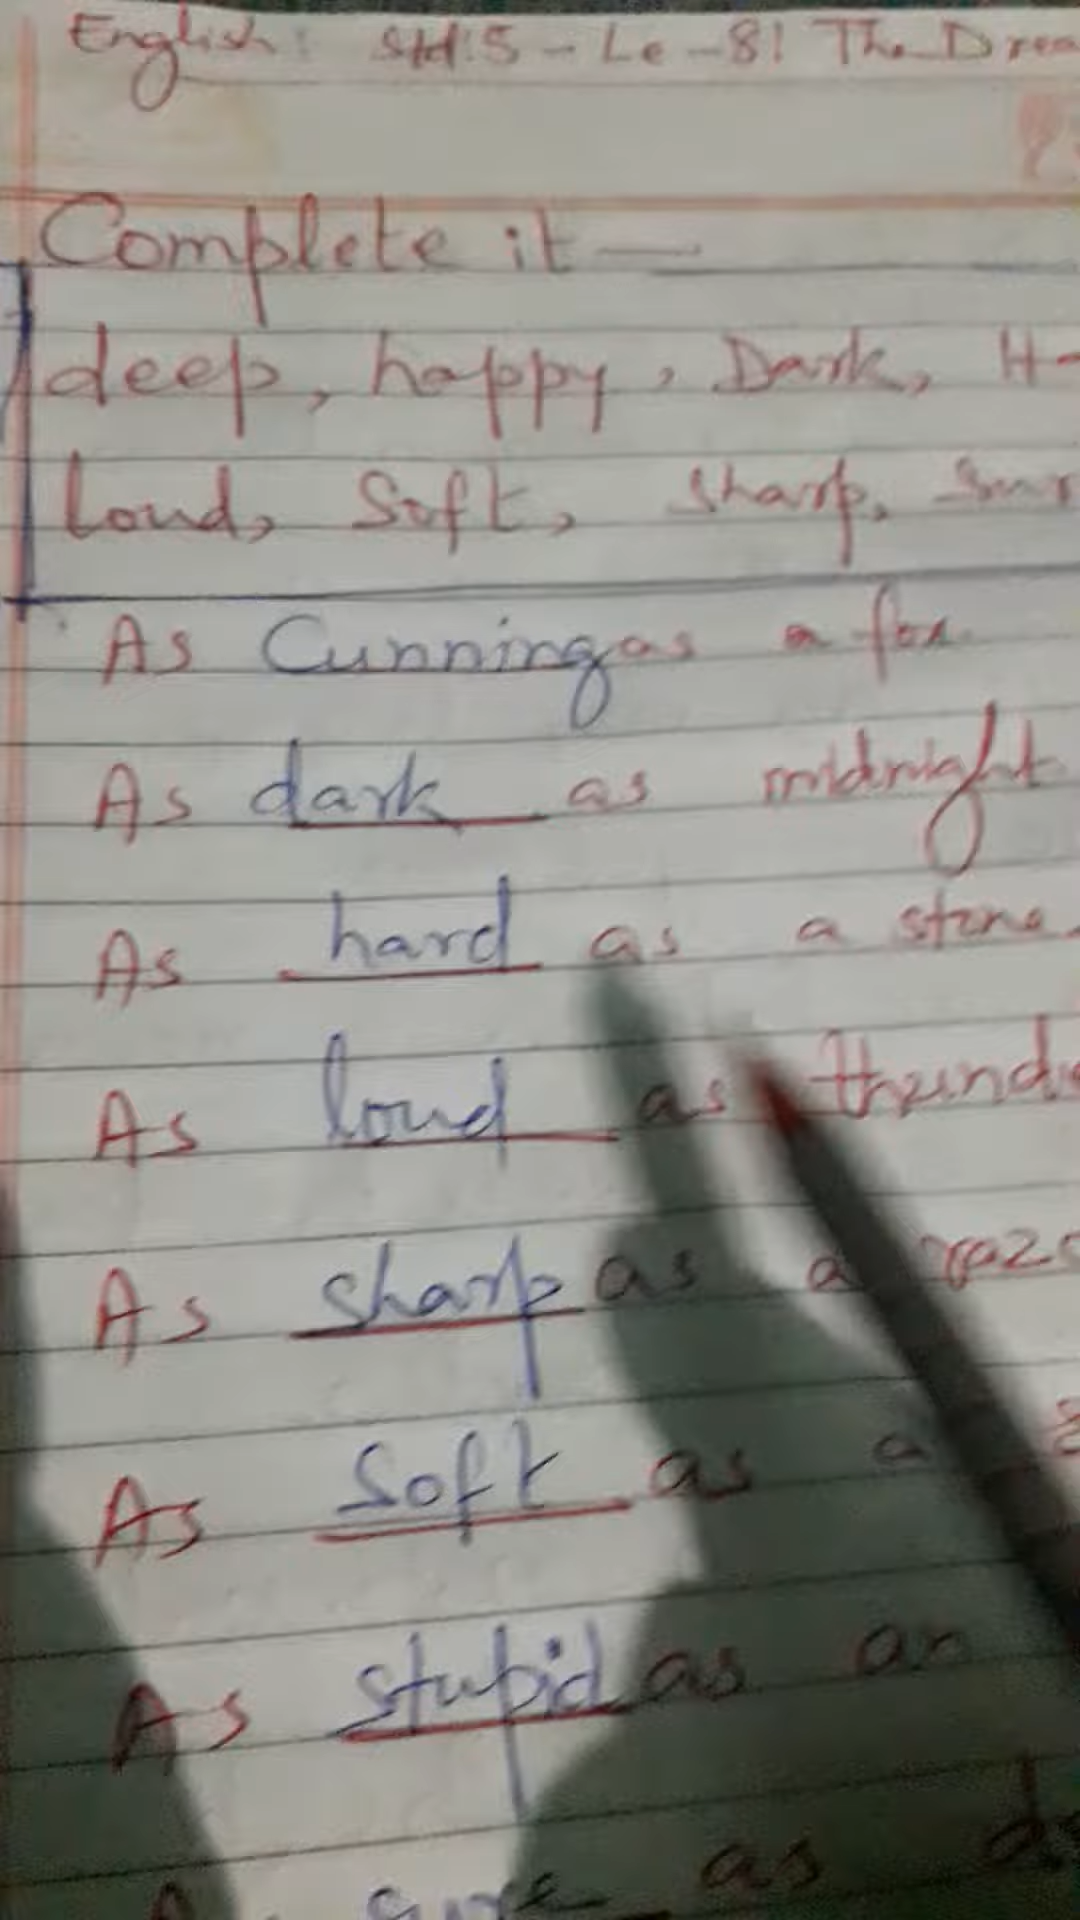 English: Std:5 - Le - 8! The
Complete it —
deep, happy, Dark,
loud, Soft, Sharp,
As Cunning as a fox.
As dark as midnight
As hard as a stone.
As loud as
As sharp as a
As Soft as a
As stupid as an
As sure as